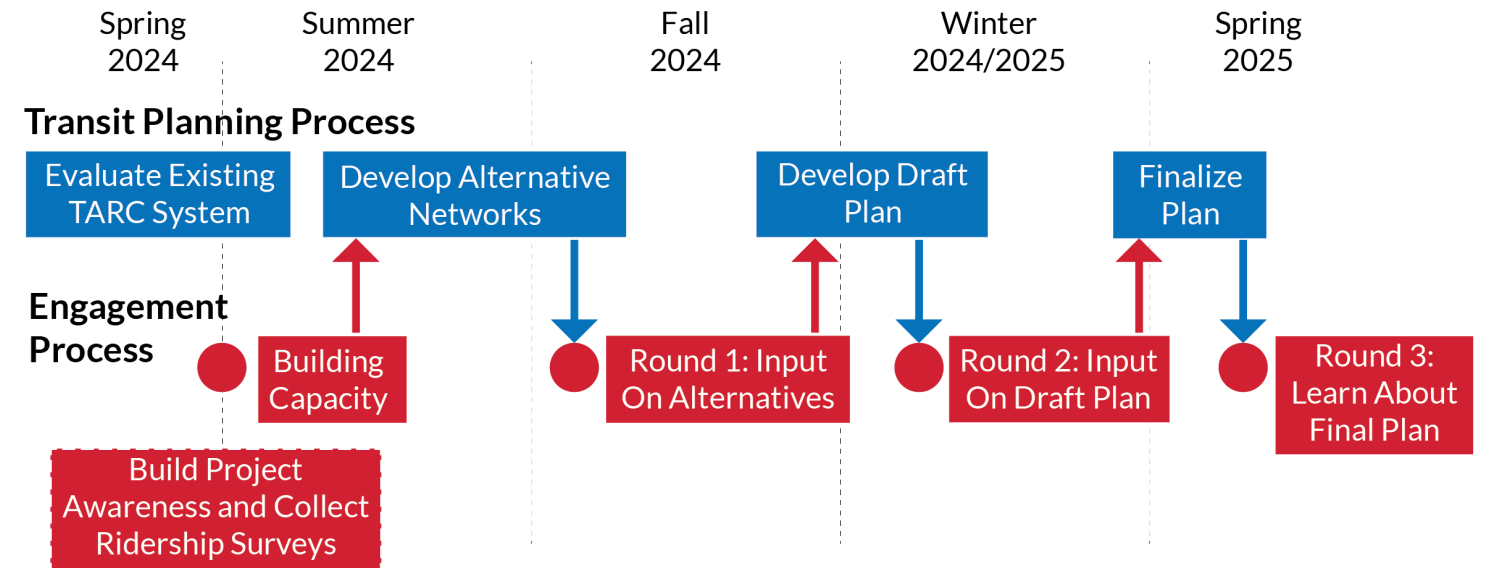 Spring
2024
Summer
2024
Fall
2024
Winter
2024/2025
Spring
2025
Transit Planning Process
Evaluate Existing
TARC System
Develop Alternative
Networks
Develop Draft
Plan
Finalize
Plan
Engagement
Process
Building
Capacity
Round 1: Input
On Alternatives
Round 2: Input
On Draft Plan
Round 3:
Learn About
Final Plan
Build Project
Awareness and Collect
Ridership Surveys